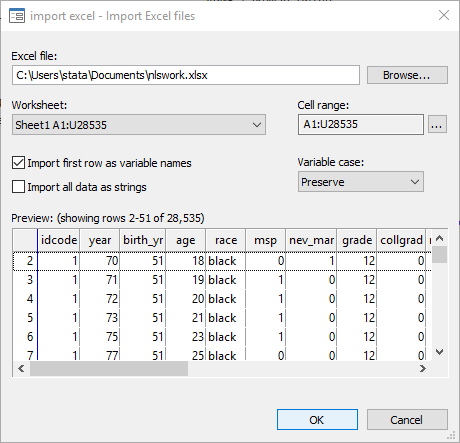 import excel - Import Excel files
Excel file:
C:\Users\stata\Documents\nlswork.xlsx
Browse...
Worksheet:
Cell range:
Sheet1 A1:U28535
A1:U28535
...
Import first row as variable names
Variable case:
Import all data as strings
Preserve
Preview: (showing rows 2-51 of 28,535)
idcode year birth_yr age race msp nev_mar grade collgrad
2 1 70 51 18 black 0 1 12 0
3 1 71 51 19 black 1 0 12 0
4 1 72 51 20 black 1 0 12 0
5 1 73 51 21 black 1 0 12 0
6 1 75 51 23 black 1 0 12 0
7 1 77 51 25 black 0 0 12 0
OK
Cancel